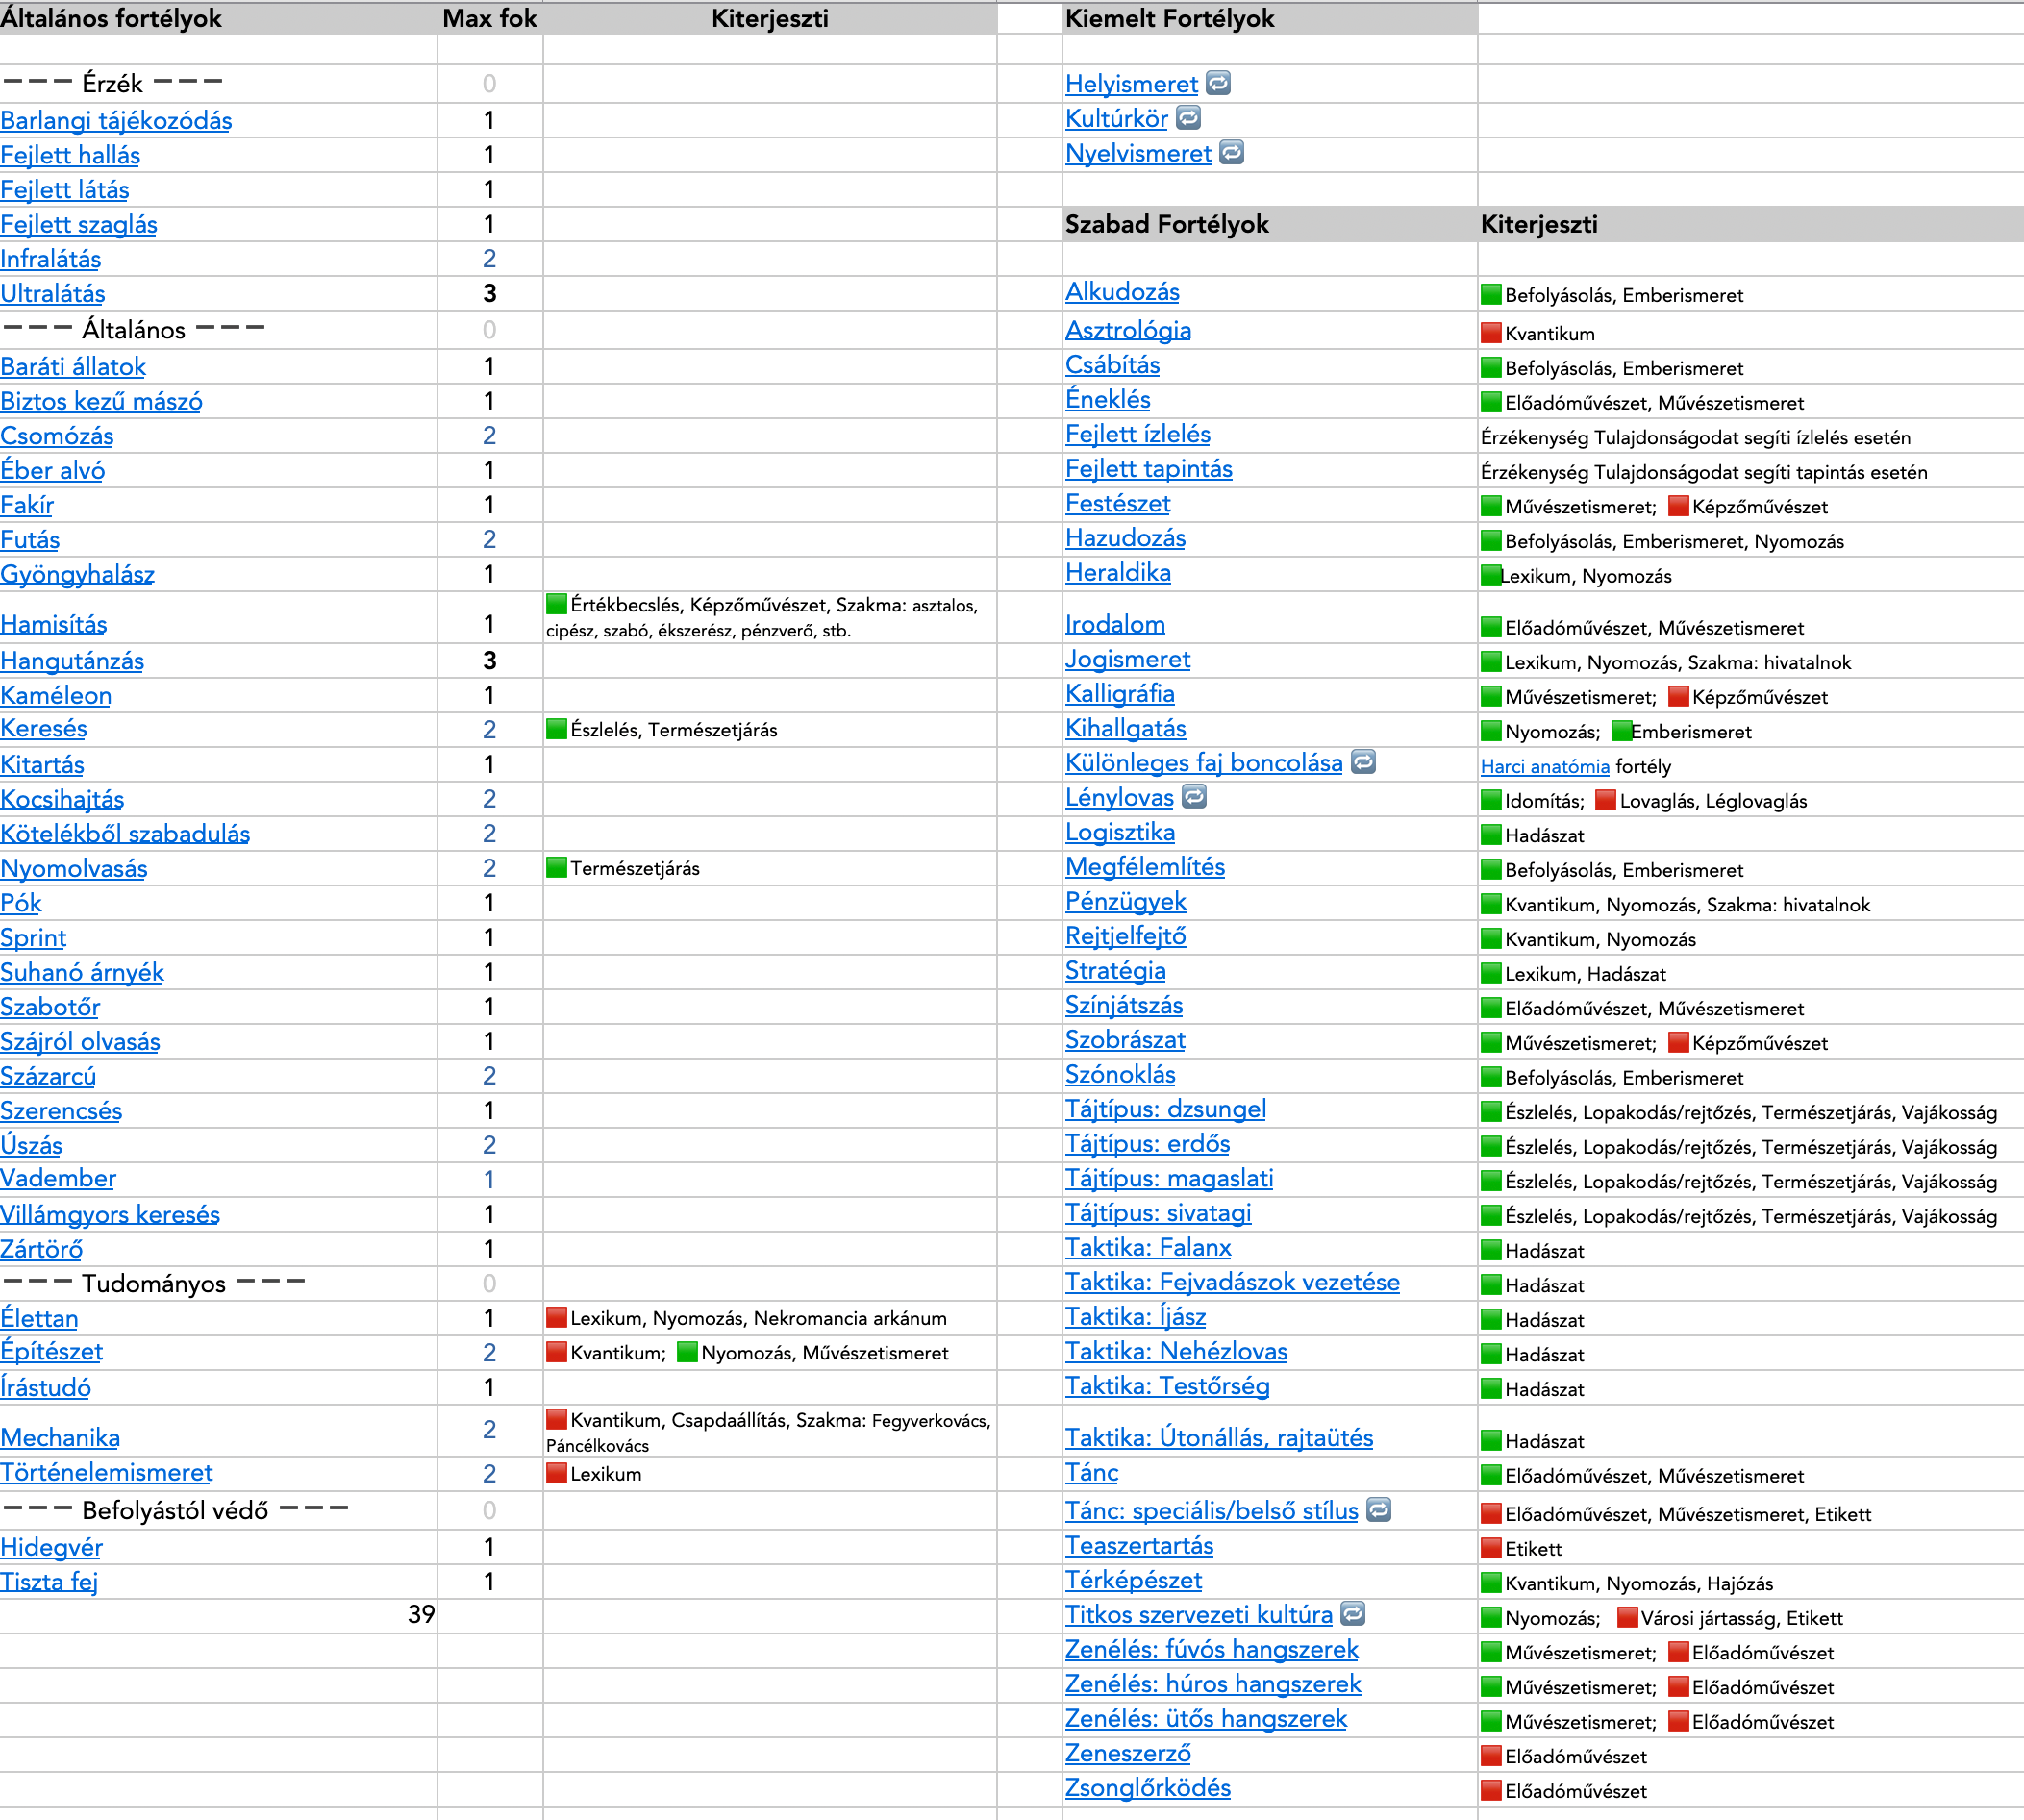 Általános fortélyok Max fok Kiterjeszti Kiemelt Fortélyok
−−− Érzék −−− 0 Helyismeret 🔁
Barlangi tájékozódás 1 Kultúrkör 🔁
Fejlett hallás 1 Nyelvismeret 🔁
Fejlett látás 1
Fejlett szaglás 1 Szabad Fortélyok Kiterjeszti
Infralátás 2
Ultralátás 3 Alkudozás 🟩 Befolyásolás, Emberismeret
−−− Általános −−− 0 Asztrológia 🟥 Kvantikum
Baráti állatok 1 Csábítás 🟩 Befolyásolás, Emberismeret
Biztos kezű mászó 1 Éneklés 🟩 Előadóművészet, Művészetismeret
Csomózás 2 Fejlett ízlelés Érzékenység Tulajdonságodat segíti ízlelés esetén
Éber alvó 1 Fejlett tapintás Érzékenység Tulajdonságodat segíti tapintás esetén
Fakír 1 Festészet 🟩 Művészetismeret; 🟥 Képzőművészet
Futás 2 Hazudozás 🟩 Befolyásolás, Emberismeret, Nyomozás
Gyöngyhalász 1 Heraldika 🟩 Lexikum, Nyomozás
Hamisítás 1 🟩 Értékbecslés, Képzőművészet, Szakma: asztalos,
cipész, szabó, ékszerész, pénzverő, stb. Irodalom 🟩 Előadóművészet, Művészetismeret
Hangutánzás 3 Jogismeret 🟩 Lexikum, Nyomozás, Szakma: hivatalnok
Kaméleon 1 Kalligráfia 🟩 Művészetismeret; 🟥 Képzőművészet
Keresés 2 🟩 Észlelés, Természetjárás Kihallgatás 🟩 Nyomozás; 🟩 Emberismeret
Kitartás 1 Különleges faj boncolása 🔁 Harci anatómia fortély
Kocsihajtás 2 Lénylovas 🔁 🟩 Idomítás; 🟥 Lovaglás, Léglovaglás
Kötelékből szabadulás 2 Logisztika 🟩 Hadászat
Nyomolvasás 2 🟩 Természetjárás Megfélemlítés 🟩 Befolyásolás, Emberismeret
Pók 1 Pénzügyek 🟩 Kvantikum, Nyomozás, Szakma: hivatalnok
Sprint 1 Rejtjelfejtő 🟩 Kvantikum, Nyomozás
Suhanó árnyék 1 Stratégia 🟩 Lexikum, Hadászat
Szabotőr 1 Színjátszás 🟩 Előadóművészet, Művészetismeret
Szájról olvasás 1 Szobrászat 🟩 Művészetismeret; 🟥 Képzőművészet
Százarcú 2 Szónoklás 🟩 Befolyásolás, Emberismeret
Szerencsés 1 Tájtípus: dzsungel 🟩 Észlelés, Lopakodás/rejtőzés, Természetjárás, Vajákosság
Úszás 2 Tájtípus: erdős 🟩 Észlelés, Lopakodás/rejtőzés, Természetjárás, Vajákosság
Vadember 1 Tájtípus: magaslati 🟩 Észlelés, Lopakodás/rejtőzés, Természetjárás, Vajákosság
Villámgyors keresés 1 Tájtípus: sivatagi 🟩 Észlelés, Lopakodás/rejtőzés, Természetjárás, Vajákosság
Zártörő 1 Taktika: Falanx 🟩 Hadászat
−−− Tudományos −−− 0 Taktika: Fejvadászok vezetése 🟩 Hadászat
Élettan 1 🟥 Lexikum, Nyomozás, Nekromancia arkánum Taktika: Íjász 🟩 Hadászat
Építészet 2 🟥 Kvantikum; 🟩 Nyomozás, Művészetismeret Taktika: Nehézlovas 🟩 Hadászat
Írástudó 1 Taktika: Testőrség 🟩 Hadászat
Mechanika 2 🟥 Kvantikum, Csapdaállítás, Szakma: Fegyverkovács,
Páncélkovács Taktika: Útonállás, rajtaütés 🟩 Hadászat
Történelemismeret 2 🟥 Lexikum Tánc 🟩 Előadóművészet, Művészetismeret
−−− Befolyástól védő −−− 0 Tánc: speciális/belső stílus 🔁 🟥 Előadóművészet, Művészetismeret, Etikett
Hidegvér 1 Teaszertartás 🟥 Etikett
Tiszta fej 1 Térképészet 🟩 Kvantikum, Nyomozás, Hajózás
39 Titkos szervezeti kultúra 🔁 🟩 Nyomozás; 🟥 Városi jártasság, Etikett
Zenélés: fúvós hangszerek 🟩 Művészetismeret; 🟥 Előadóművészet
Zenélés: húros hangszerek 🟩 Művészetismeret; 🟥 Előadóművészet
Zenélés: ütős hangszerek 🟩 Művészetismeret; 🟥 Előadóművészet
Zeneszerző 🟥 Előadóművészet
Zsonglőrködés 🟥 Előadóművészet